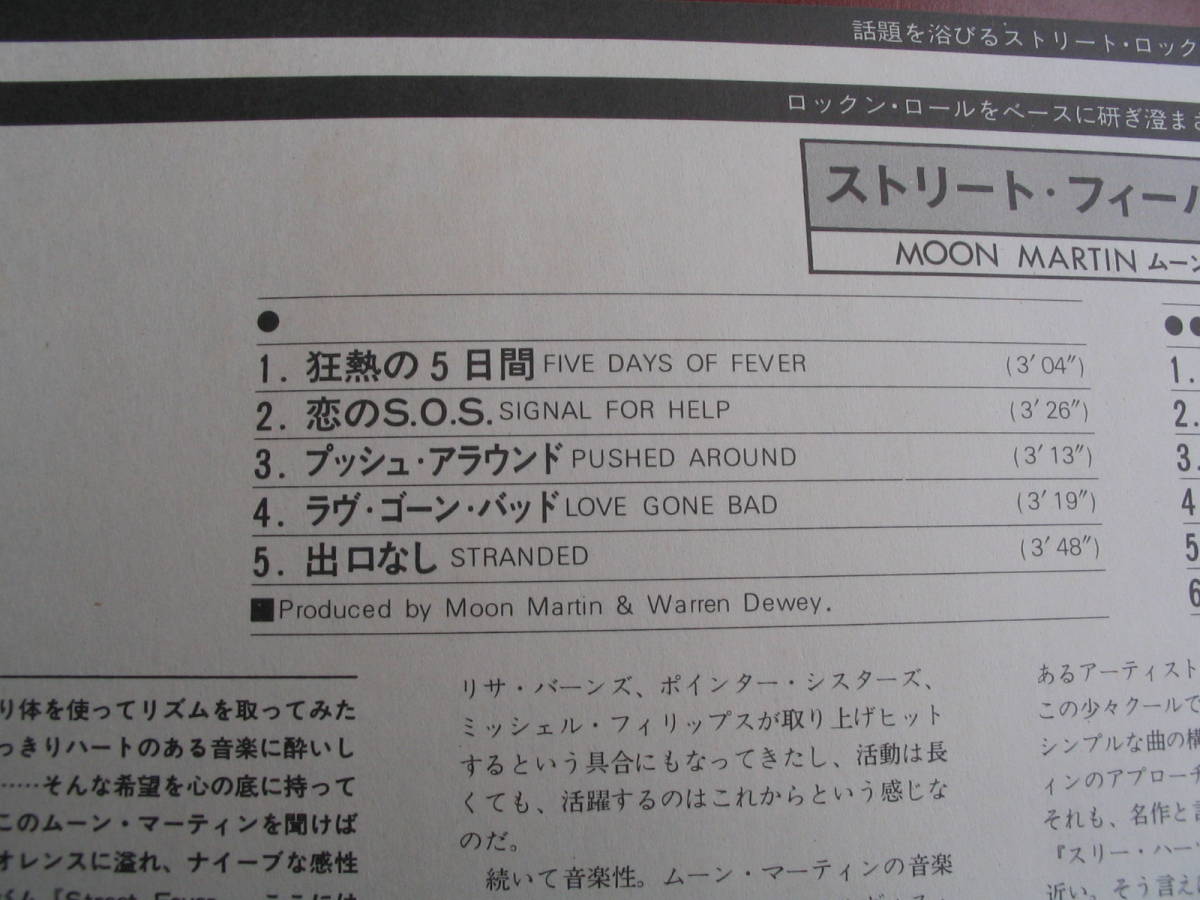 話題を浴びるストリート・ロック
ロックン・ロールをベースに研ぎ澄まさ
ストリート・フィー
MOON MARTIN ムーン
●
1. 狂熱の5日間 FIVE DAYS OF FEVER (3′04″)
2. 恋のS.O.S. SIGNAL FOR HELP (3′26″)
3. プッシュ・アラウンド PUSHED AROUND (3′13″)
4. ラヴ・ゴーン・バッド LOVE GONE BAD (3′19″)
5. 出口なし STRANDED (3′48″)
■Produced by Moon Martin & Warren Dewey.
●●
1.
2.
3.
4
5
6
り体を使ってリズムを取ってみた
っきりハートのある音楽に酔いし
……そんな希望を心の底に持って
このムーン・マーティンを聞けば
オレンスに溢れ、ナイーブな感性
『Street Fever
リサ・バーンズ、ポインター・シスターズ、
ミッシェル・フィリップスが取り上げヒット
するという具合にもなってきたし、活動は長
くても、活躍するのはこれからという感じな
のだ。
続いて音楽性。ムーン・マーティンの音楽
あるアーティスト
この少々クールで
シンプルな曲の構
ィンのアプローチ
それも、名作と言
『スリー・ハー
近い。そう言え